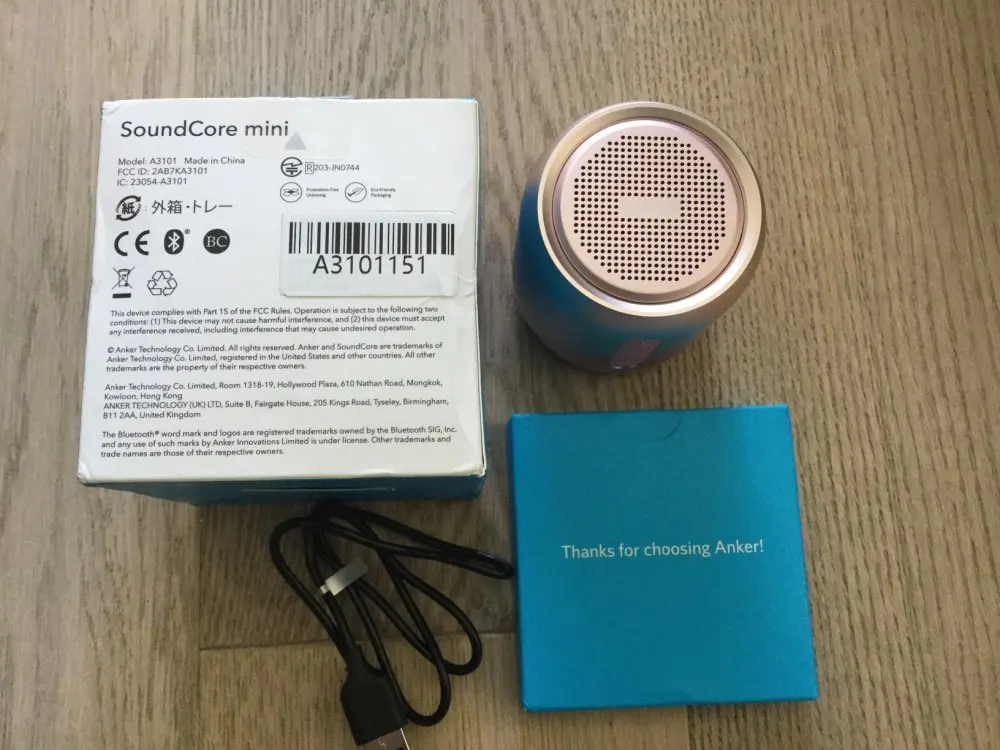 SoundCore mini
Model: A3101 Made in China
FCC ID: 2AB7KA3101
IC: 23054-A3101
R 203-JN0744
Frustration-Free
Unboxing
Eco-Friendly
Packaging
紙 外箱・トレー
CE
BC
A3101151
This device complies with Part 15 of the FCC Rules. Operation is subject to the following two
conditions: (1) This device may not cause harmful interference, and (2) this device must accept
any interference received, including interference that may cause undesired operation.
© Anker Technology Co. Limited. All rights reserved. Anker and SoundCore are trademarks of
Anker Technology Co. Limited, registered in the United States and other countries. All other
trademarks are the property of their respective owners.
Anker Technology Co. Limited, Room 1318-19, Hollywood Plaza, 610 Nathan Road, Mongkok,
Kowloon, Hong Kong
ANKER TECHNOLOGY (UK) LTD, Suite B, Fairgate House, 205 Kings Road, Tyseley, Birmingham,
B11 2AA, United Kingdom
The Bluetooth® word mark and logos are registered trademarks owned by the Bluetooth SIG, Inc.
and any use of such marks by Anker Innovations Limited is under license. Other trademarks and
trade names are those of their respective owners.
Thanks for choosing Anker!